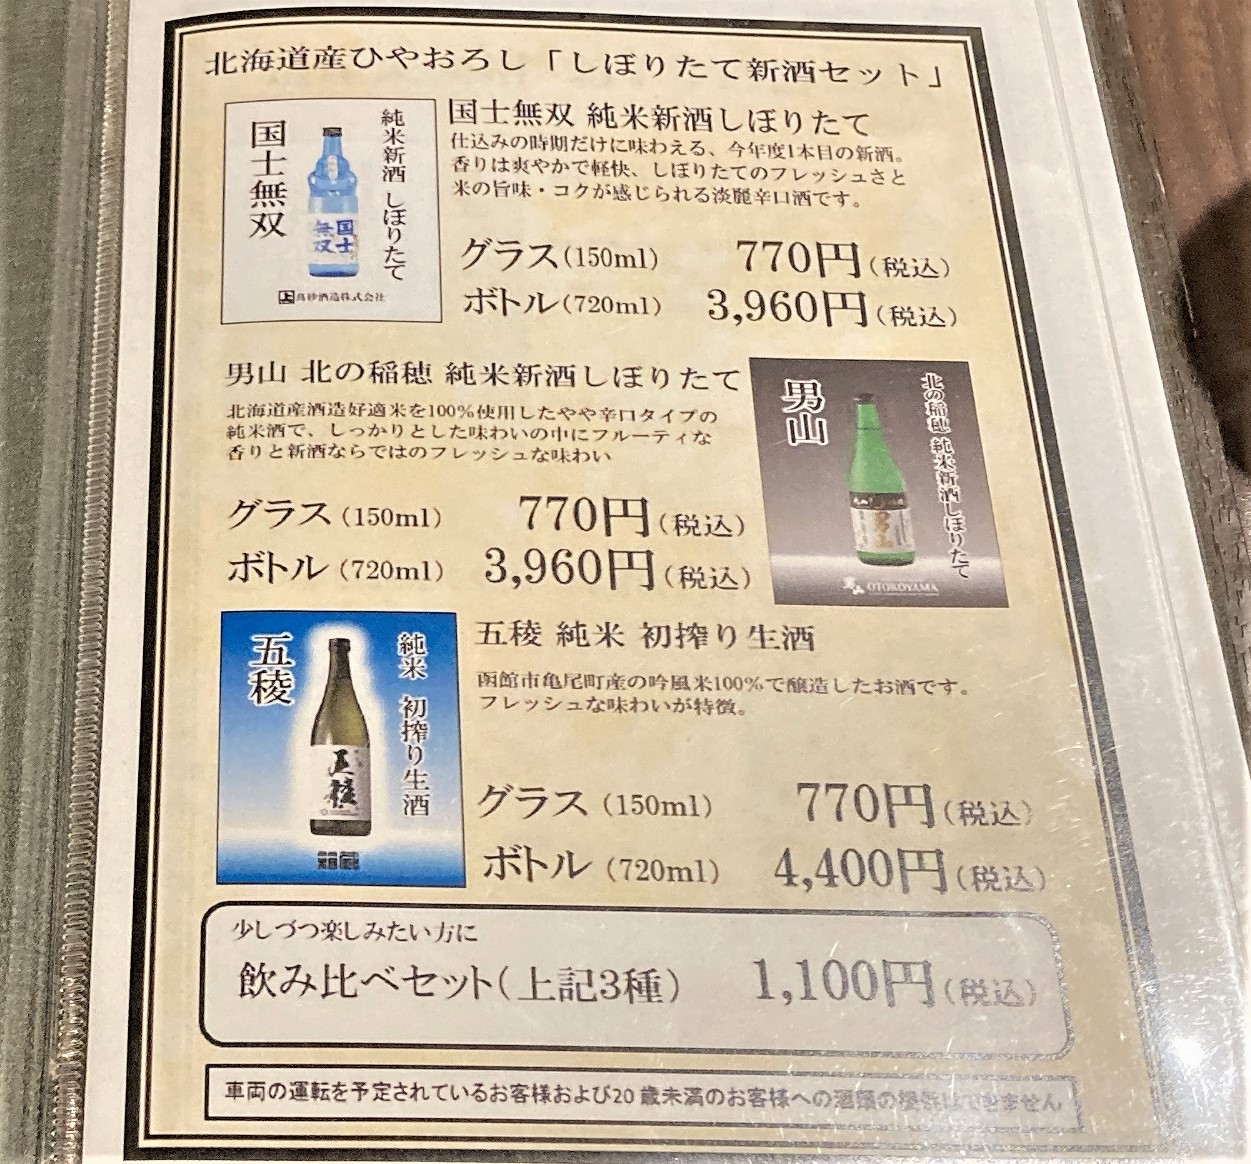 北海道産ひやおろし「しぼりたて新酒セット」
国士無双
純米新酒 しぼりたて
国士無双
高砂酒造株式会社
国士無双 純米新酒しぼりたて
仕込みの時期だけに味わえる、今年度1本目の新酒。
香りは爽やかで軽快、しぼりたてのフレッシュさと
米の旨味・コクが感じられる淡麗辛口酒です。
グラス(150ml) 770円(税込)
ボトル(720ml) 3,960円(税込)
男山 北の稲穂 純米新酒しぼりたて
北海道産酒造好適米を100%使用したやや辛口タイプの
純米酒で、しっかりとした味わいの中にフルーティな
香りと新酒ならではのフレッシュな味わい
グラス(150ml) 770円(税込)
ボトル(720ml) 3,960円(税込)
男山
北の稲穂 純米新酒しぼりたて
男山
男山 OTOKOYAMA
五稜
純米 初搾り生酒
五稜
五稜 純米 初搾り生酒
函館市亀尾町産の吟風米100%で醸造したお酒です。
フレッシュな味わいが特徴。
グラス(150ml) 770円(税込)
ボトル(720ml) 4,400円(税込)
少しづつ楽しみたい方に
飲み比べセット(上記3種) 1,100円(税込)
車両の運転を予定されているお客様および20歳未満のお客様への酒類の提供はできません